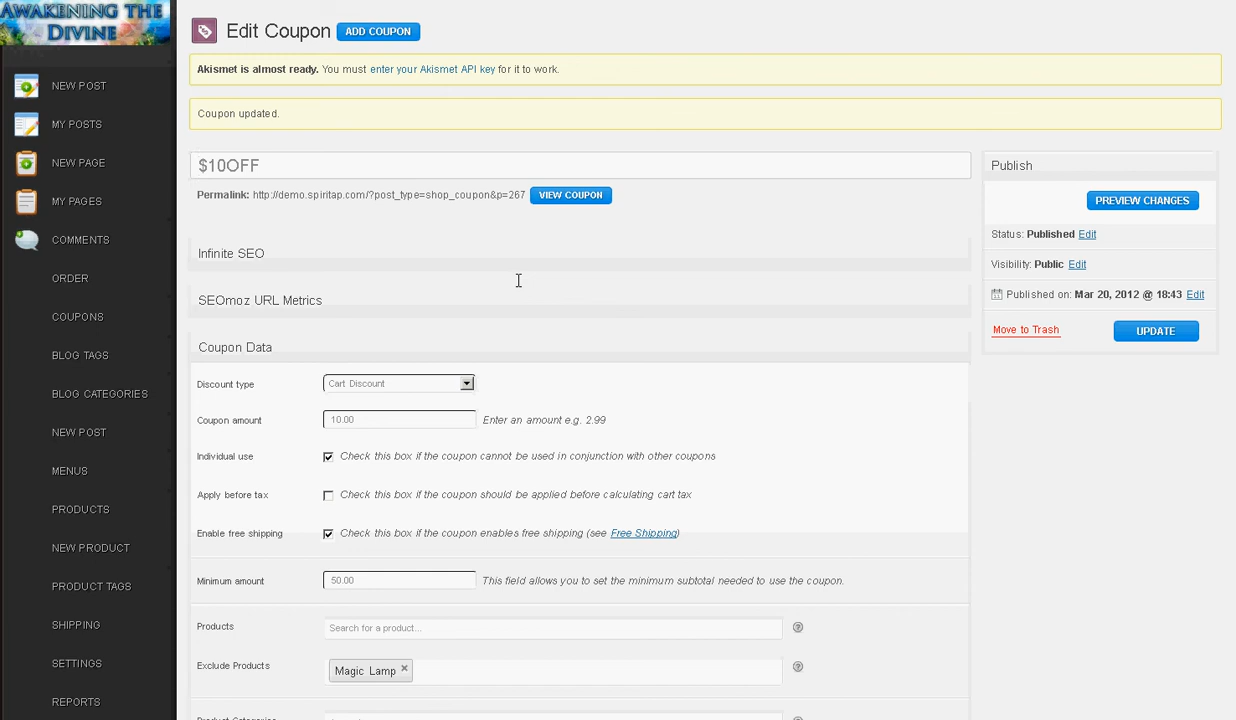 AWAKENING THE
DIVINE
NEW POST
MY POSTS
NEW PAGE
MY PAGES
COMMENTS
ORDER
COUPONS
BLOG TAGS
BLOG CATEGORIES
NEW POST
MENUS
PRODUCTS
NEW PRODUCT
PRODUCT TAGS
SHIPPING
SETTINGS
REPORTS
Edit Coupon ADD COUPON
Akismet is almost ready. You must enter your Akismet API key for it to work.
Coupon updated.
$10OFF
Permalink: http://demo.spiritap.com/?post_type=shop_coupon&p=267 VIEW COUPON
Infinite SEO
SEOmoz URL Metrics
Coupon Data
Discount type Cart Discount
Coupon amount 10.00 Enter an amount e.g. 2.99
Individual use Check this box if the coupon cannot be used in conjunction with other coupons
Apply before tax Check this box if the coupon should be applied before calculating cart tax
Enable free shipping Check this box if the coupon enables free shipping (see Free Shipping)
Minimum amount 50.00 This field allows you to set the minimum subtotal needed to use the coupon.
Products Search for a product...
Exclude Products Magic Lamp ×
Product Categories
Publish
PREVIEW CHANGES
Status: Published Edit
Visibility: Public Edit
Published on: Mar 20, 2012 @ 18:43 Edit
Move to Trash UPDATE